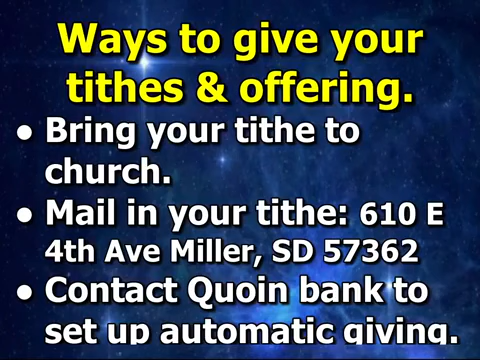 Ways to give your
tithes & offering.
● Bring your tithe to
church.
● Mail in your tithe: 610 E
4th Ave Miller, SD 57362
● Contact Quoin bank to
set up automatic giving.